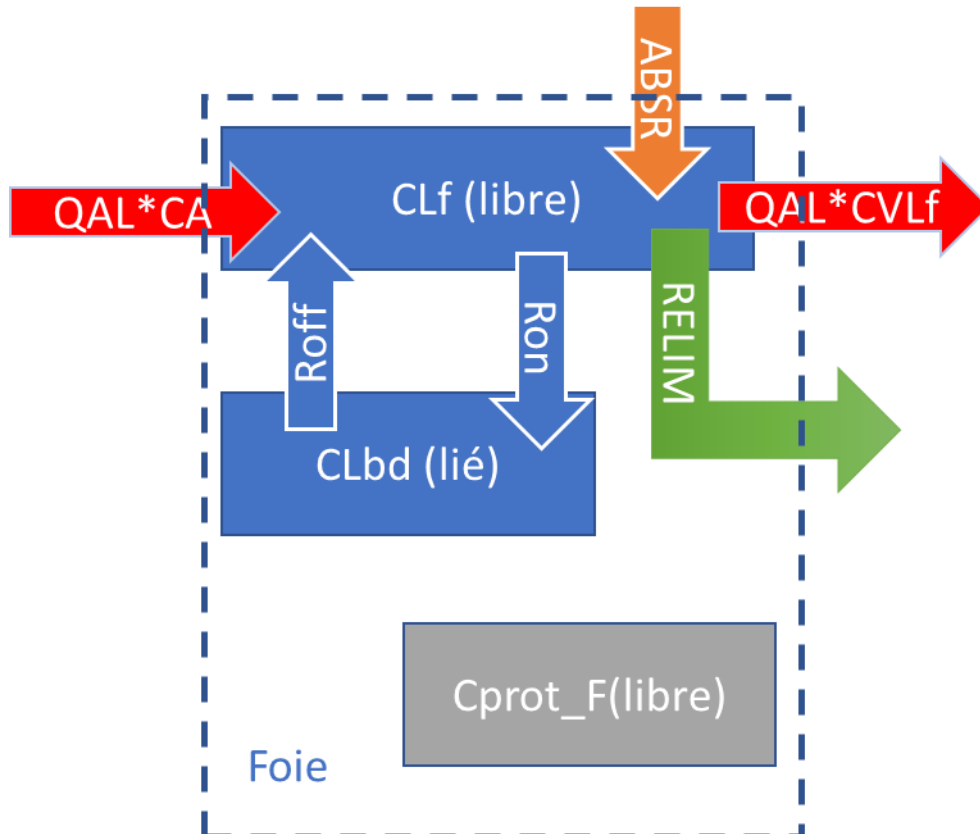 ABSR
QAL*CA
CLf (libre)
QAL*CVLf
Roff
Ron
RELIM
CLbd (lié)
Cprot_F(libre)
Foie